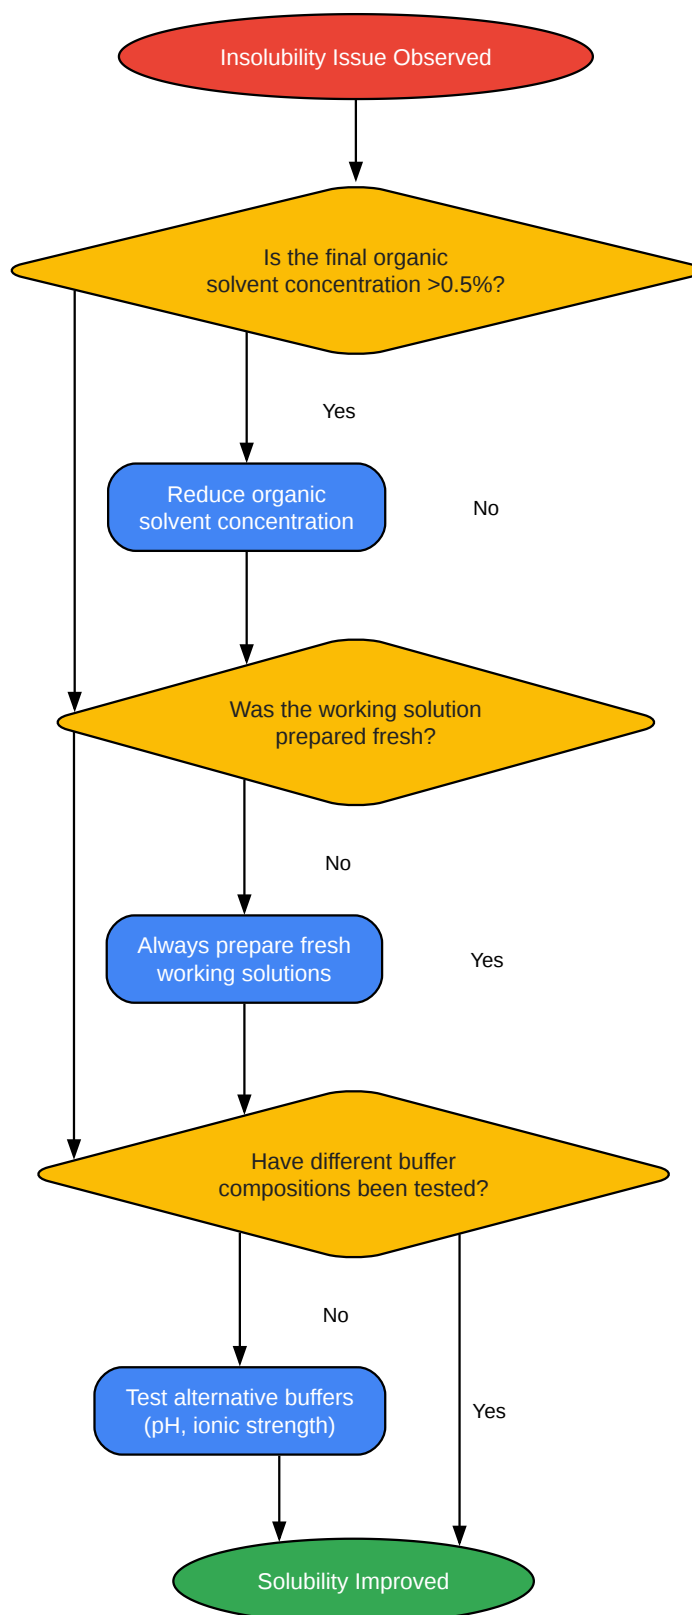 Insolubility Issue Observed
Is the final organic
solvent concentration >0.5%?
Yes
Reduce organic
solvent concentration
No
Was the working solution
prepared fresh?
No
Always prepare fresh
working solutions
Yes
Have different buffer
compositions been tested?
No
Test alternative buffers
(pH, ionic strength)
Yes
Solubility Improved